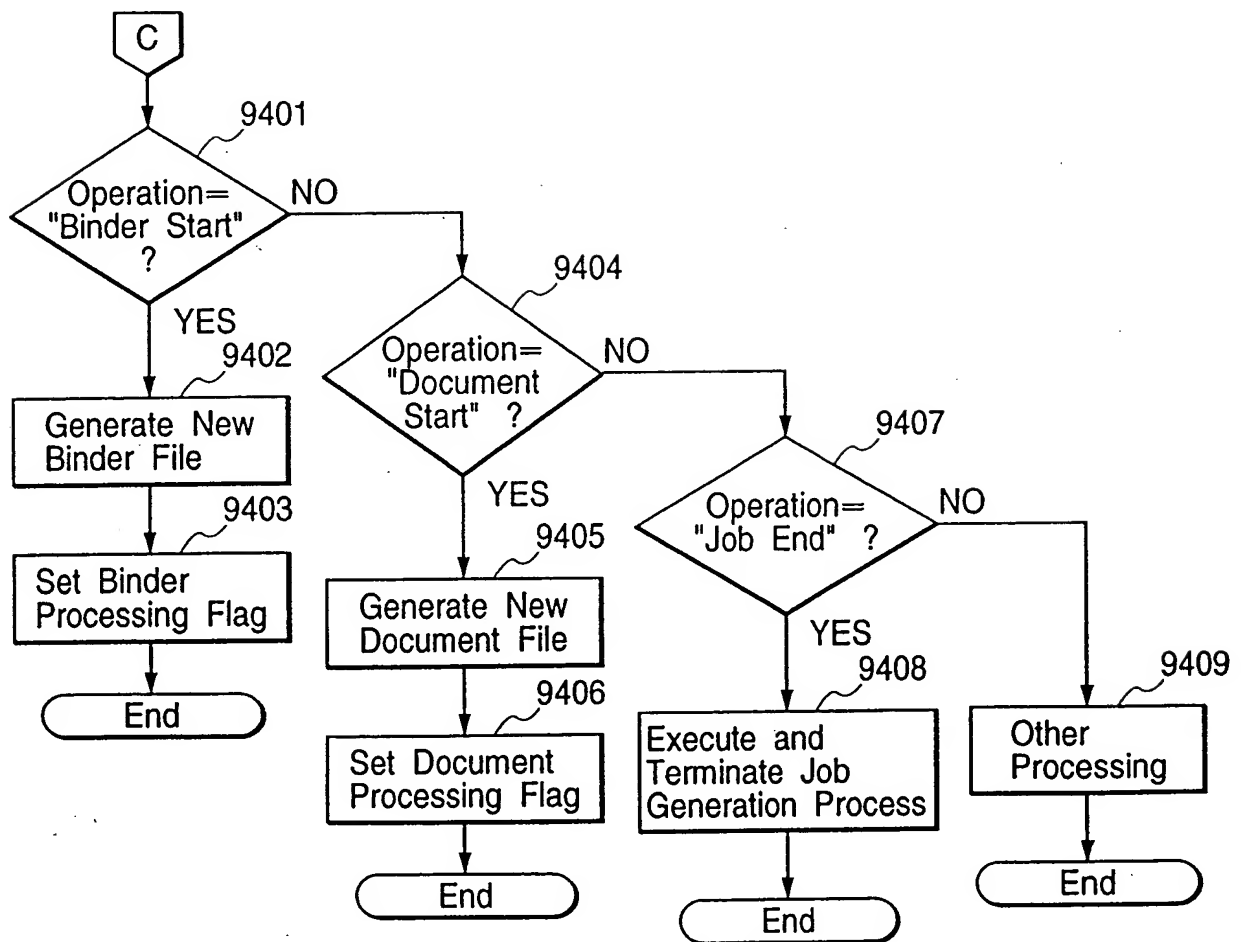 C
9401
Operation=
"Binder Start"
?
NO
YES
9402
Generate New
Binder File
9403
Set Binder
Processing Flag
End
9404
Operation=
"Document
Start" ?
NO
YES
9405
Generate New
Document File
9406
Set Document
Processing Flag
End
9407
Operation=
"Job End" ?
NO
YES
9408
Execute and
Terminate Job
Generation Process
End
9409
Other
Processing
End